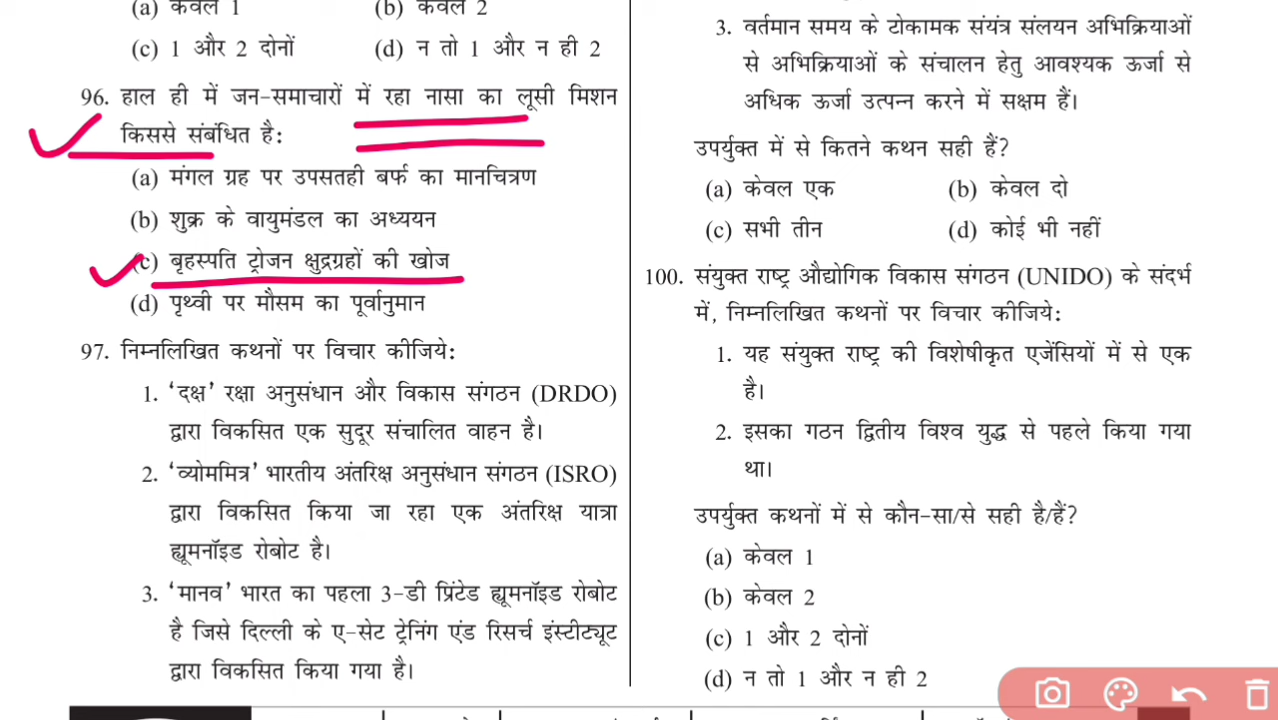 (a) केवल 1 (b) केवल 2
(c) 1 और 2 दोनों (d) न तो 1 और न ही 2
96. हाल ही में जन-समाचारों में रहा नासा का लूसी मिशन
किससे संबंधित है:
(a) मंगल ग्रह पर उपसतही बर्फ का मानचित्रण
(b) शुक्र के वायुमंडल का अध्ययन
(c) बृहस्पति ट्रोजन क्षुद्रग्रहों की खोज
(d) पृथ्वी पर मौसम का पूर्वानुमान
97. निम्नलिखित कथनों पर विचार कीजिये:
1. ‘दक्ष’ रक्षा अनुसंधान और विकास संगठन (DRDO)
द्वारा विकसित एक सुदूर संचालित वाहन है।
2. ‘व्योममित्र’ भारतीय अंतरिक्ष अनुसंधान संगठन (ISRO)
द्वारा विकसित किया जा रहा एक अंतरिक्ष यात्रा
ह्यूमनॉइड रोबोट है।
3. ‘मानव’ भारत का पहला 3-डी प्रिंटेड ह्यूमनॉइड रोबोट
है जिसे दिल्ली के ए-सेट ट्रेनिंग एंड रिसर्च इंस्टीट्यूट
द्वारा विकसित किया गया है।
3. वर्तमान समय के टोकामक संयंत्र संलयन अभिक्रियाओं
से अभिक्रियाओं के संचालन हेतु आवश्यक ऊर्जा से
अधिक ऊर्जा उत्पन्न करने में सक्षम हैं।
उपर्युक्त में से कितने कथन सही हैं?
(a) केवल एक (b) केवल दो
(c) सभी तीन (d) कोई भी नहीं
100. संयुक्त राष्ट्र औद्योगिक विकास संगठन (UNIDO) के संदर्भ
में, निम्नलिखित कथनों पर विचार कीजिये:
1. यह संयुक्त राष्ट्र की विशेषीकृत एजेंसियों में से एक
है।
2. इसका गठन द्वितीय विश्व युद्ध से पहले किया गया
था।
उपर्युक्त कथनों में से कौन-सा/से सही है/हैं?
(a) केवल 1
(b) केवल 2
(c) 1 और 2 दोनों
(d) न तो 1 और न ही 2